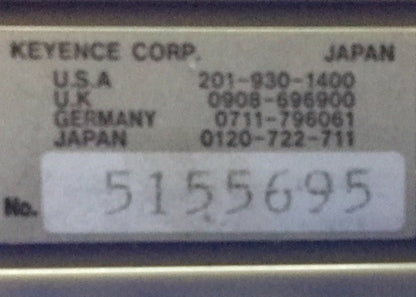 KEYENCE CORP. JAPAN
U.S.A 201-930-1400
U.K 0908-696900
GERMANY 0711-796061
JAPAN 0120-722-711
No. 5155695